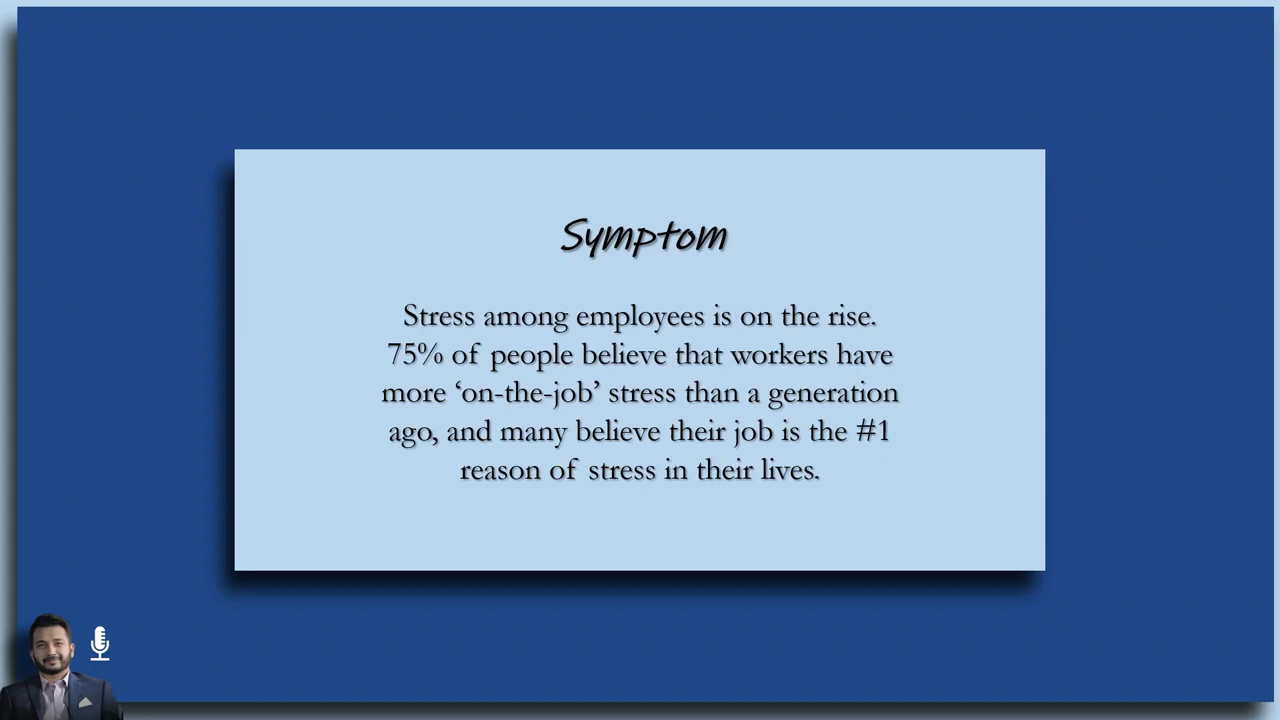 Symptom
Stress among employees is on the rise.
75% of people believe that workers have
more ‘on-the-job’ stress than a generation
ago, and many believe their job is the #1
reason of stress in their lives.